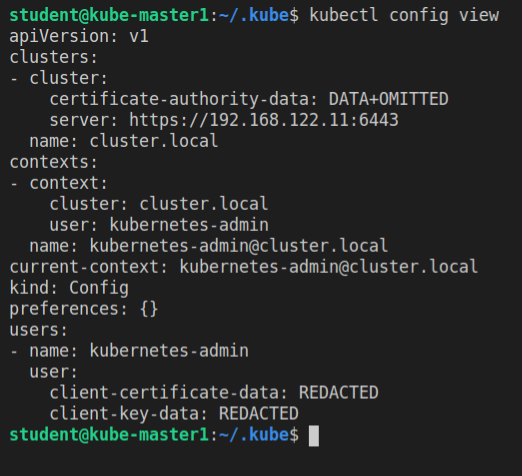 student@kube-master1:~/.kube$ kubectl config view
apiVersion: v1
clusters:
- cluster:
    certificate-authority-data: DATA+OMITTED
    server: https://192.168.122.11:6443
  name: cluster.local
contexts:
- context:
    cluster: cluster.local
    user: kubernetes-admin
  name: kubernetes-admin@cluster.local
current-context: kubernetes-admin@cluster.local
kind: Config
preferences: {}
users:
- name: kubernetes-admin
  user:
    client-certificate-data: REDACTED
    client-key-data: REDACTED
student@kube-master1:~/.kube$